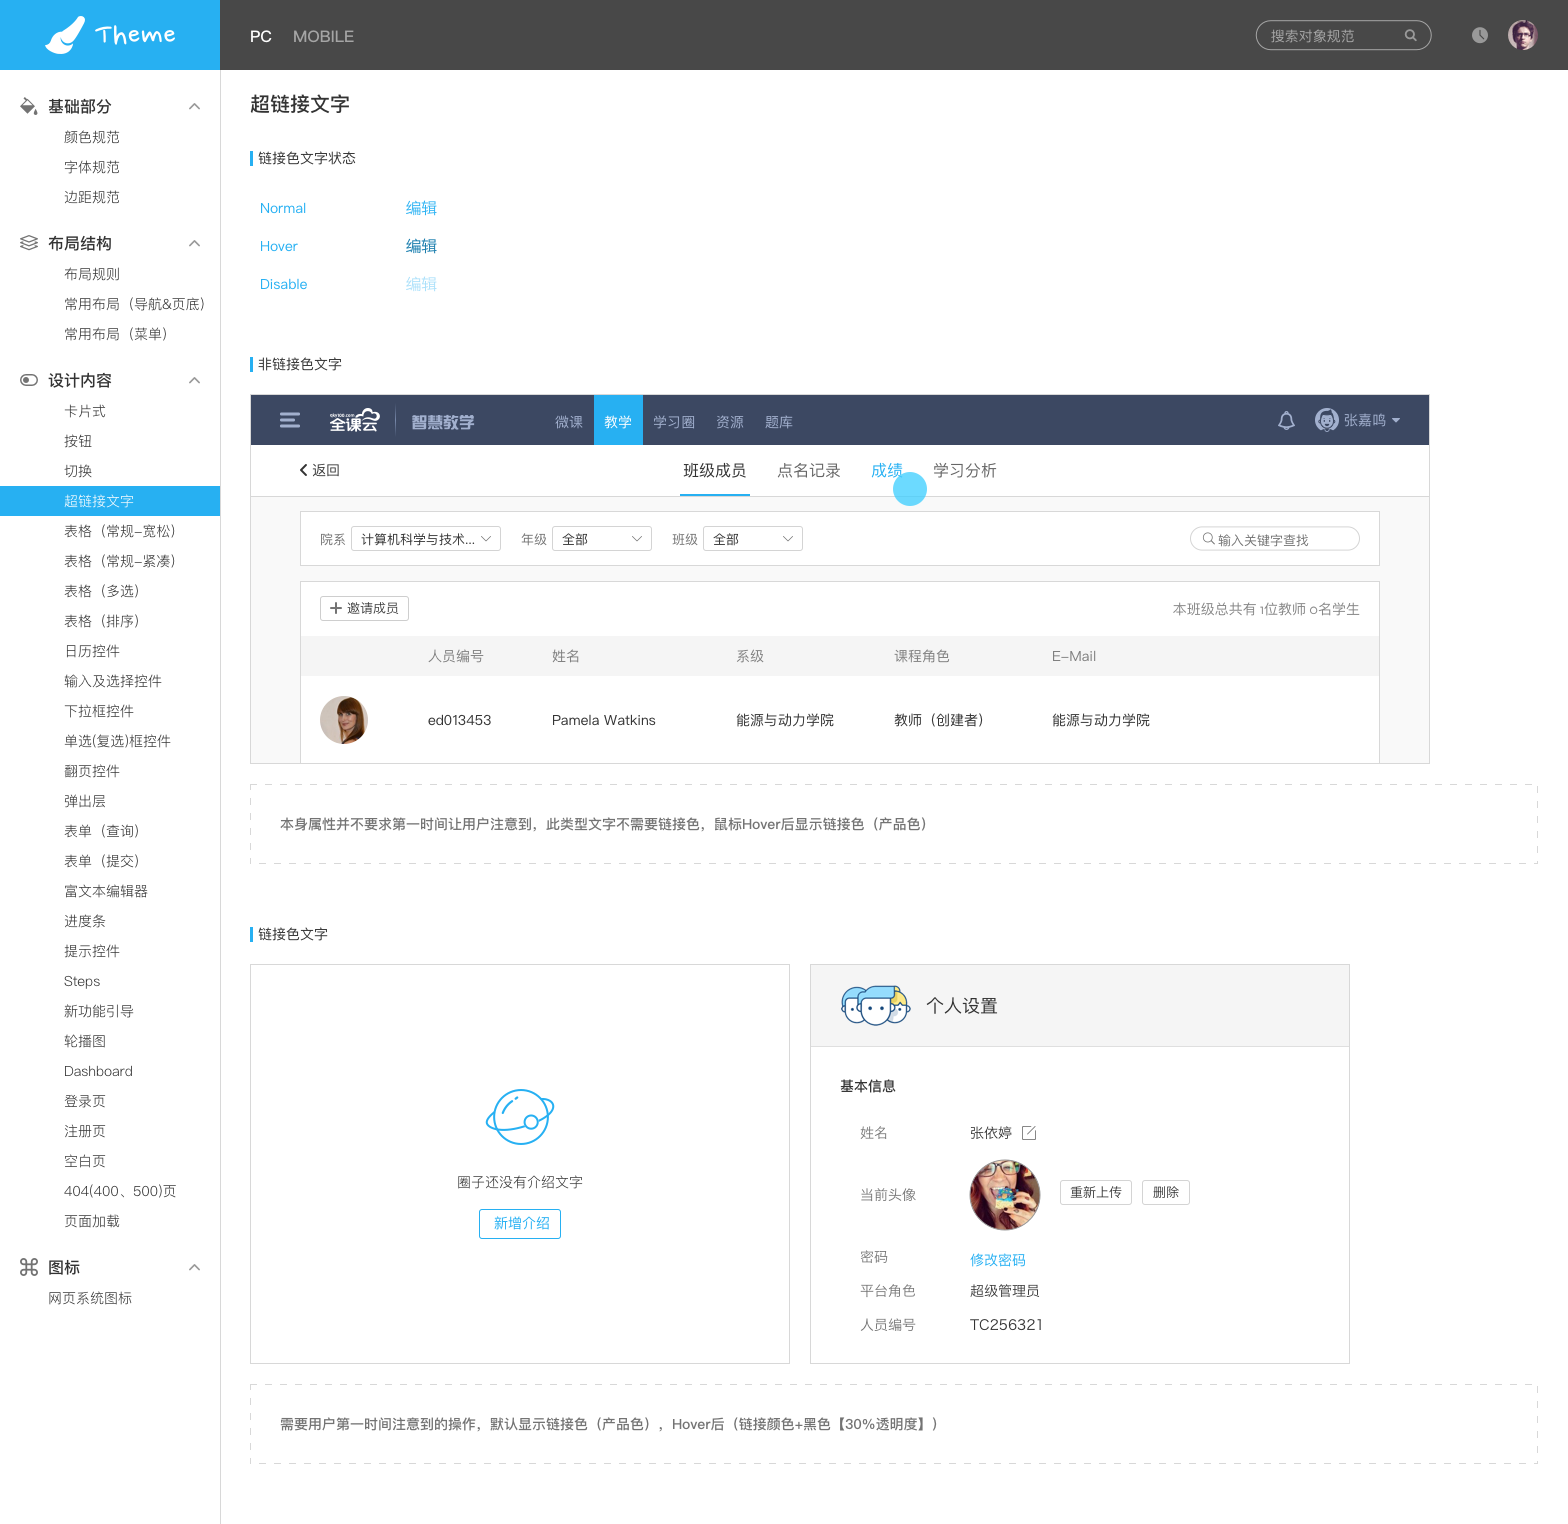 Theme
PC MOBILE
搜索对象规范
基础部分
颜色规范
字体规范
边距规范
布局结构
布局规则
常用布局（导航&页底）
常用布局（菜单）
设计内容
卡片式
按钮
切换
超链接文字
表格（常规-宽松）
表格（常规-紧凑）
表格（多选）
表格（排序）
日历控件
输入及选择控件
下拉框控件
单选(复选)框控件
翻页控件
弹出层
表单（查询）
表单（提交）
富文本编辑器
进度条
提示控件
Steps
新功能引导
轮播图
Dashboard
登录页
注册页
空白页
404(400、500)页
页面加载
图标
网页系统图标
超链接文字
链接色文字状态
Normal 编辑
Hover 编辑
Disable 编辑
非链接色文字
全课云 智慧教学 微课 教学 学习圈 资源 题库 张嘉鸣
返回 班级成员 点名记录 成绩 学习分析
院系 计算机科学与技术... 年级 全部 班级 全部 输入关键字查找
邀请成员 本班级总共有 1位教师 0名学生
人员编号 姓名 系级 课程角色 E-Mail
ed013453 Pamela Watkins 能源与动力学院 教师（创建者） 能源与动力学院
本身属性并不要求第一时间让用户注意到，此类型文字不需要链接色，鼠标Hover后显示链接色（产品色）
链接色文字
圈子还没有介绍文字
新增介绍
个人设置
基本信息
姓名 张依婷
当前头像 重新上传 删除
密码 修改密码
平台角色 超级管理员
人员编号 TC256321
需要用户第一时间注意到的操作，默认显示链接色（产品色），Hover后（链接颜色+黑色【30%透明度】）